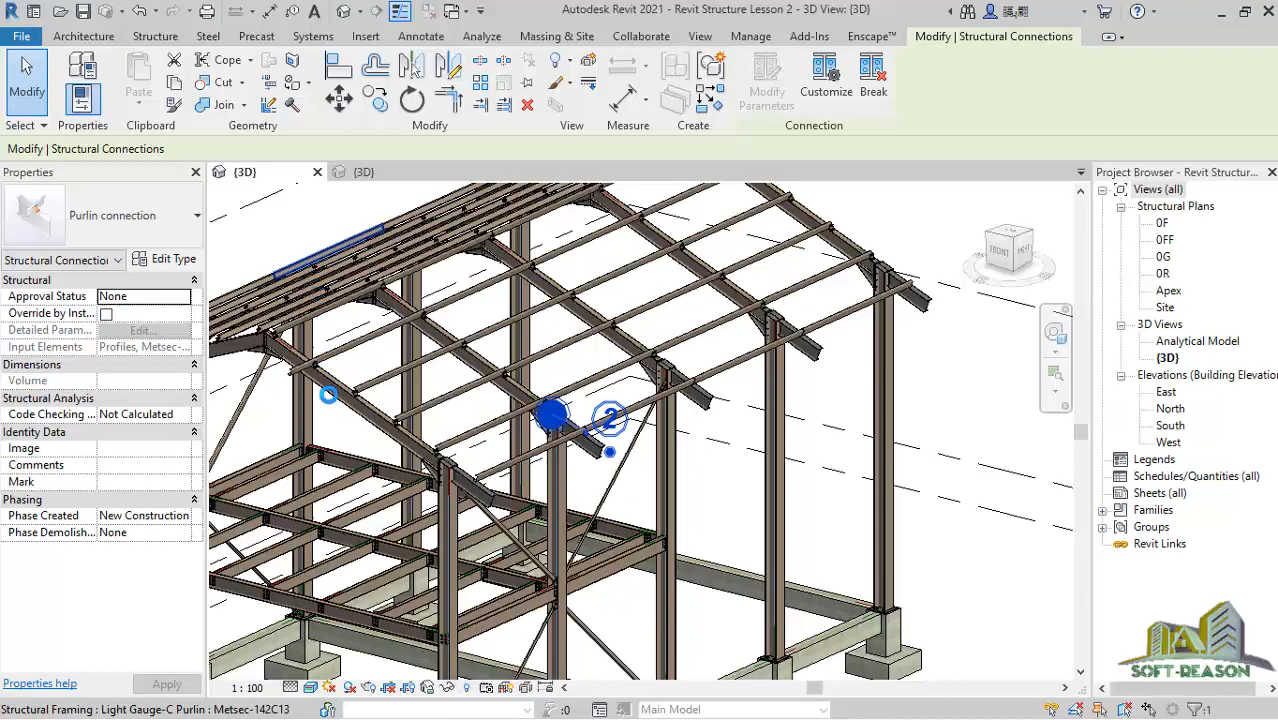 Autodesk Revit 2021 - Revit Structure Lesson 2 - 3D View: {3D}
File Architecture Structure Steel Precast Systems Insert Annotate Analyze Massing & Site Collaborate View Manage Add-Ins Enscape™ Modify | Structural Connections
Modify
Paste
Cope
Cut
Join
Modify
Parameters
Customize
Break
Select Properties Clipboard Geometry Modify View Measure Create Connection
Modify | Structural Connections
Properties
Purlin connection
Structural Connection
Edit Type
Structural
Approval Status None
Override by Inst...
Detailed Param... Edit...
Input Elements Profiles, Metsec-...
Dimensions
Volume
Structural Analysis
Code Checking ... Not Calculated
Identity Data
Image
Comments
Mark
Phasing
Phase Created New Construction
Phase Demolish... None
Properties help
Apply
{3D}
{3D}
2
FRONT
1 : 100
Project Browser - Revit Structur...
Views (all)
Structural Plans
0F
0FF
0G
0R
Apex
Site
3D Views
Analytical Model
{3D}
Elevations (Building Elevation
East
North
South
West
Legends
Schedules/Quantities (all)
Sheets (all)
Families
Groups
Revit Links
SOFT-REASON
Structural Framing : Light Gauge-C Purlin : Metsec-142C13
:0
Main Model
:1